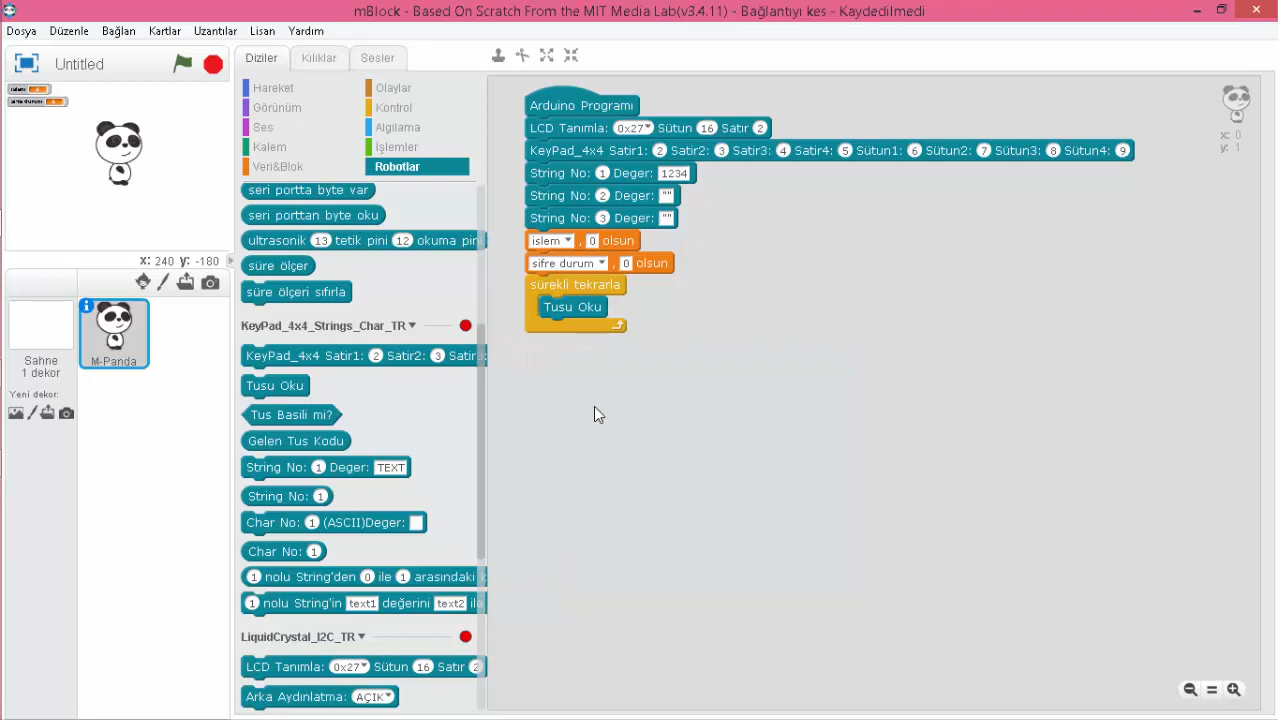 mBlock - Based On Scratch From the MIT Media Lab(v3.4.11) - Bağlantıyı kes - Kaydedilmedi
Dosya Düzenle Bağlan Kartlar Uzantılar Lisan Yardım
Untitled
X: 240 y: -180
Sahne
1 dekor
Yeni dekor:
M-Panda
Diziler Kılıklar Sesler
Hareket Olaylar
Görünüm Kontrol
Ses Algılama
Kalem İşlemler
Veri&Blok Robotlar
seri portta byte var
seri porttan byte oku
ultrasonik 13 tetik pini 12 okuma pin
süre ölçer
süre ölçeri sıfırla
KeyPad_4x4_Strings_Char_TR
KeyPad_4x4 Satir1: 2 Satir2: 3 Satir3:
Tusu Oku
Tus Basili mi?
Gelen Tus Kodu
String No: 1 Deger: TEXT
String No: 1
Char No: 1 (ASCII)Deger:
Char No: 1
1 nolu String'den 0 ile 1 arasındaki k
1 nolu String'in text1 değerini text2 ile
LiquidCrystal_I2C_TR
LCD Tanımla: 0x27 Sütun 16 Satır 2
Arka Aydınlatma: AÇIK
Arduino Programı
LCD Tanımla: 0x27 Sütun 16 Satır 2
KeyPad_4x4 Satir1: 2 Satir2: 3 Satir3: 4 Satir4: 5 Sütun1: 6 Sütun2: 7 Sütun3: 8 Sütun4: 9
String No: 1 Deger: 1234
String No: 2 Deger: ""
String No: 3 Deger: ""
islem , 0 olsun
sifre durum , 0 olsun
sürekli tekrarla
Tusu Oku
x: 0
y: 1